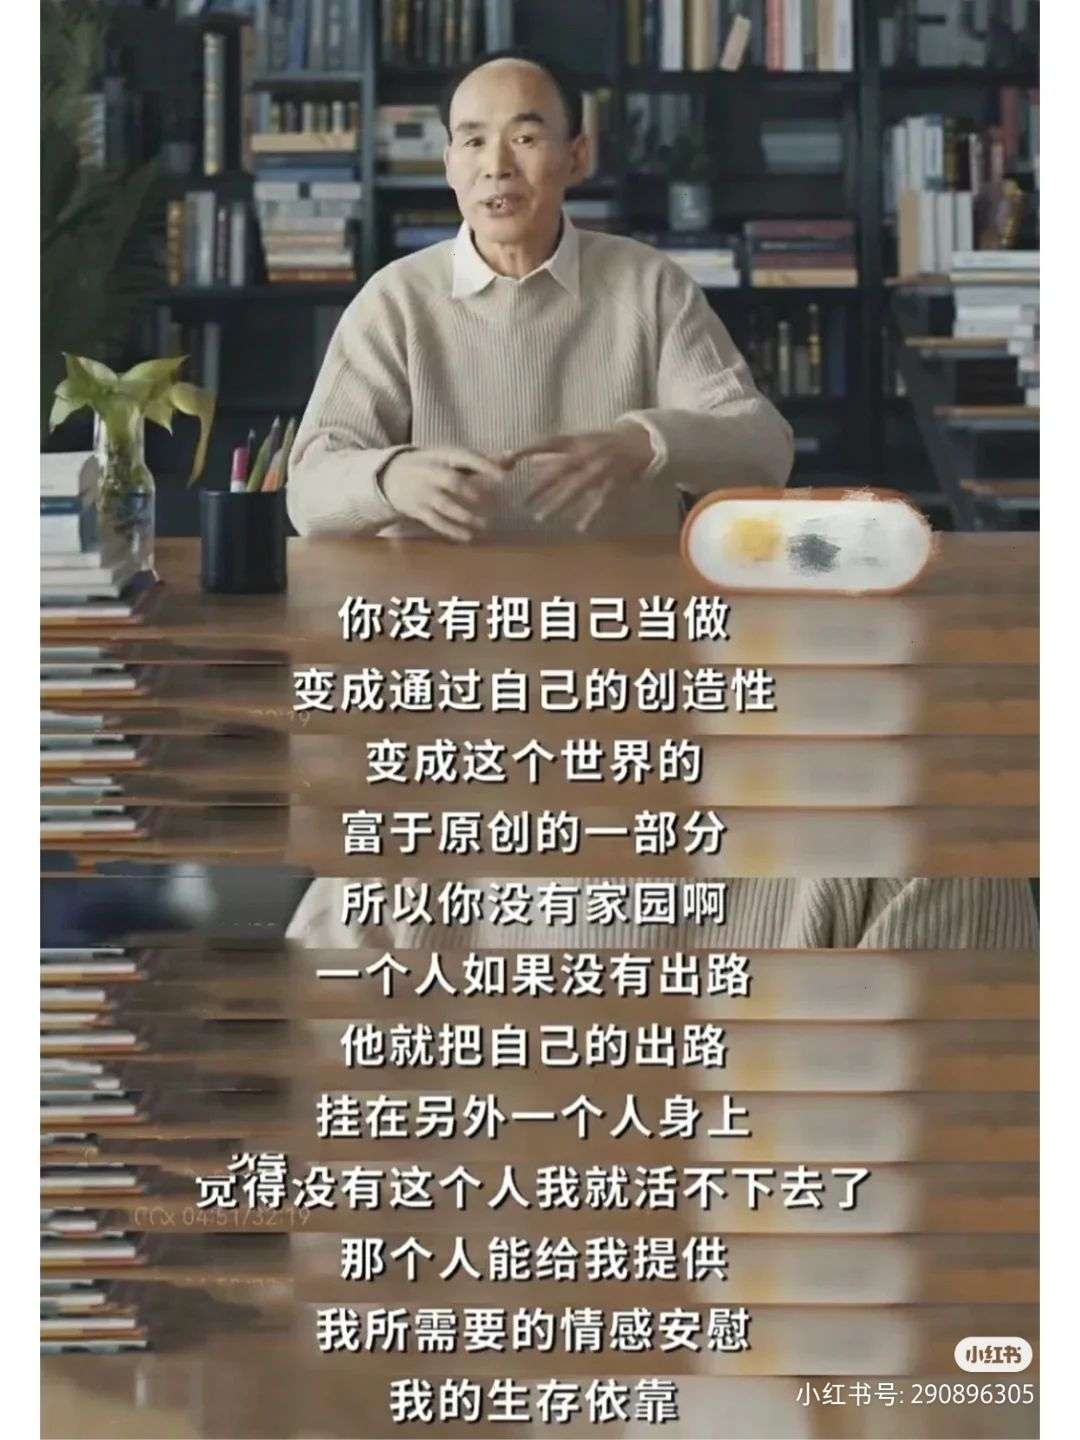 你没有把自己当做
变成通过自己的创造性
变成这个世界的
富于原创的一部分
所以你没有家园啊
一个人如果没有出路
他就把自己的出路
挂在另外一个人身上
觉得没有这个人我就活不下去了
04:51/32:19
那个人能给我提供
我所需要的情感安慰
我的生存依靠
小红书
小红书号: 290896305